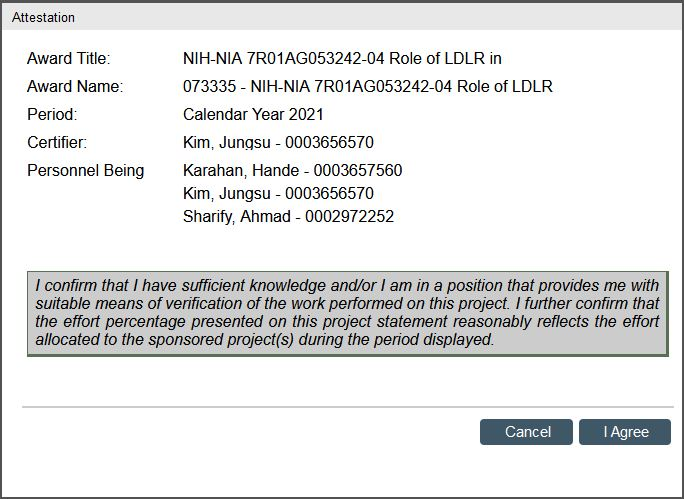 Attestation
Award Title: NIH-NIA 7R01AG053242-04 Role of LDLR in
Award Name: 073335 - NIH-NIA 7R01AG053242-04 Role of LDLR
Period: Calendar Year 2021
Certifier: Kim, Jungsu - 0003656570
Personnel Being Karahan, Hande - 0003657560
Kim, Jungsu - 0003656570
Sharify, Ahmad - 0002972252
I confirm that I have sufficient knowledge and/or I am in a position that provides me with
suitable means of verification of the work performed on this project. I further confirm that
the effort percentage presented on this project statement reasonably reflects the effort
allocated to the sponsored project(s) during the period displayed.
Cancel I Agree